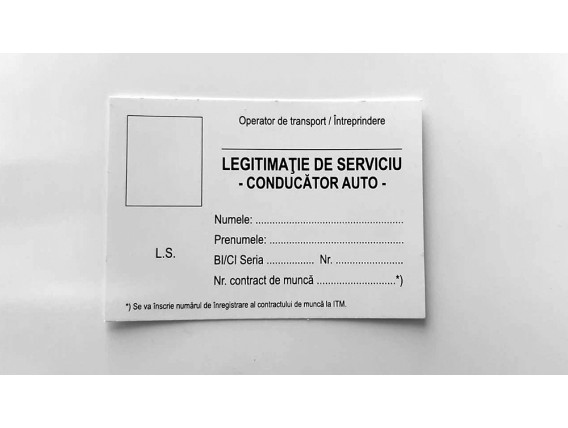 Operator de transport / Întreprindere
LEGITIMAŢIE DE SERVICIU
- CONDUCĂTOR AUTO -
Numele: ......................................................
Prenumele: .................................................
BI/CI Seria ................. Nr. .........................
Nr. contract de muncă .............................*)
L.S.
*) Se va înscrie numărul de înregistrare al contractului de muncă la ITM.